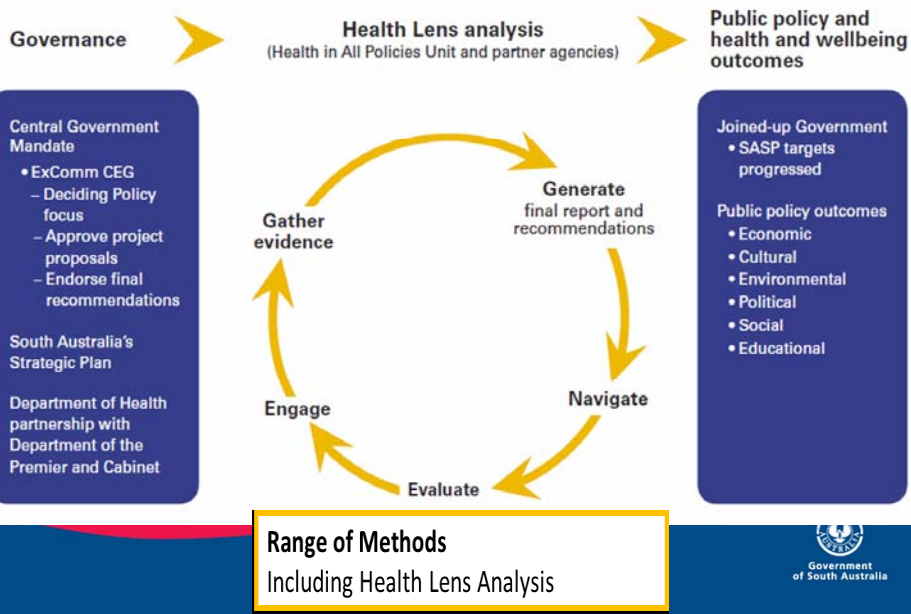 Governance
Health Lens analysis
(Health in All Policies Unit and partner agencies)
Public policy and
health and wellbeing
outcomes
Central Government
Mandate
• ExComm CEG
– Deciding Policy
focus
– Approve project
proposals
– Endorse final
recommendations
South Australia's
Strategic Plan
Department of Health
partnership with
Department of the
Premier and Cabinet
Gather
evidence
Generate
final report and
recommendations
Navigate
Evaluate
Engage
Joined-up Government
• SASP targets
progressed
Public policy outcomes
• Economic
• Cultural
• Environmental
• Political
• Social
• Educational
Range of Methods
Including Health Lens Analysis
AUSTRALIA
Government
of South Australia